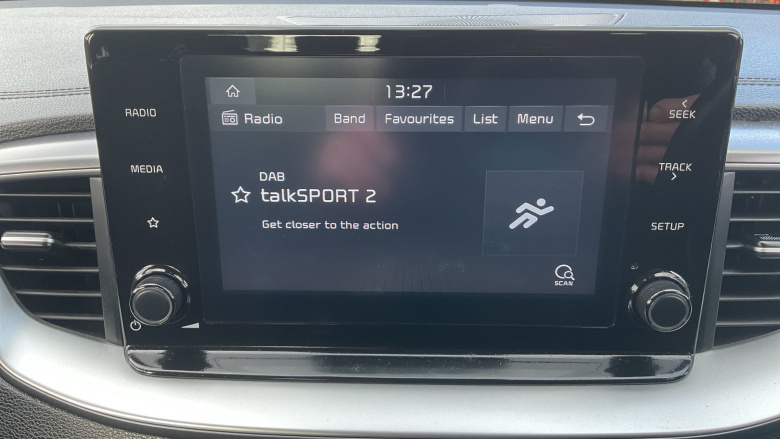 13:27
Radio Band Favourites List Menu
RADIO
MEDIA
DAB
talkSPORT 2
Get closer to the action
SCAN
SEEK
TRACK
SETUP